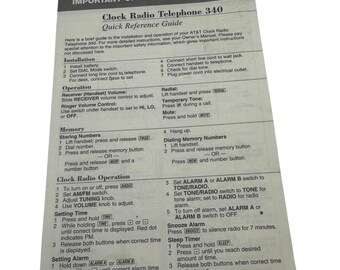 IMPORTANT
Clock Radio Telephone 340
Quick Reference Guide
Here is a brief guide to the installation and operation of your AT&T Clock Radio
Telephone 340. For more detailed instructions, see your Owner's Manual. Please pay
special attention to the important safety information, which gives important instructions
not discussed here.
Installation
1 Install battery.
2 Set DIAL Mode switch.
3 Connect long line cord to telephone.
For desk, connect base to set
4 Connect short line cord to wall jack.
5 Connect handset to telephone.
6 Check for dial tone.
7 Plug power cord into electrical outlet.
Operation
Receiver (Handset) Volume:
Slide RECEIVER volume control to adjust.
Ringer Volume Control:
Use switch under handset to set to HI, LO,
or OFF.
Redial:
Lift handset; press and hold
Temporary Tone:
Press ✻ during a call.
Mute:
Press and hold MUTE.
Memory
Storing Numbers
1 Lift handset; press and release
2 Dial number
3 Press and release memory button
— OR —
Press and release and a
number button.
4 Hang up.
Dialing Memory Numbers
1 Lift handset.
2 Press and release memory button
— OR —
Press and release
and number button.
Clock Radio Operation
1 To turn on or off, press RADIO.
2 Set AM/FM switch.
3 Adjust TUNING knob.
4 Use VOLUME knob to adjust.
Setting Time
1 Press and hold TIME.
2 While holding TIME, press + or −
until correct time is displayed. Red dot
indicates PM.
3 Release both buttons when correct time
is displayed.
Setting Alarm
1 Hold down ALARM A or ALARM B.
3 Set ALARM A or ALARM B switch to
TONE/RADIO.
4 Set TONE/RADIO switch to TONE for
tone alarm; set to RADIO for radio
alarm.
5 To turn off alarm, set ALARM A or
ALARM B switch to OFF.
Snooze Alarm
Press SNOOZE to silence radio for 7 minutes.
Sleep Timer
1 Press and hold SLEEP.
2 Press + or − until you reach desired
amount of time.
3 Release both buttons.